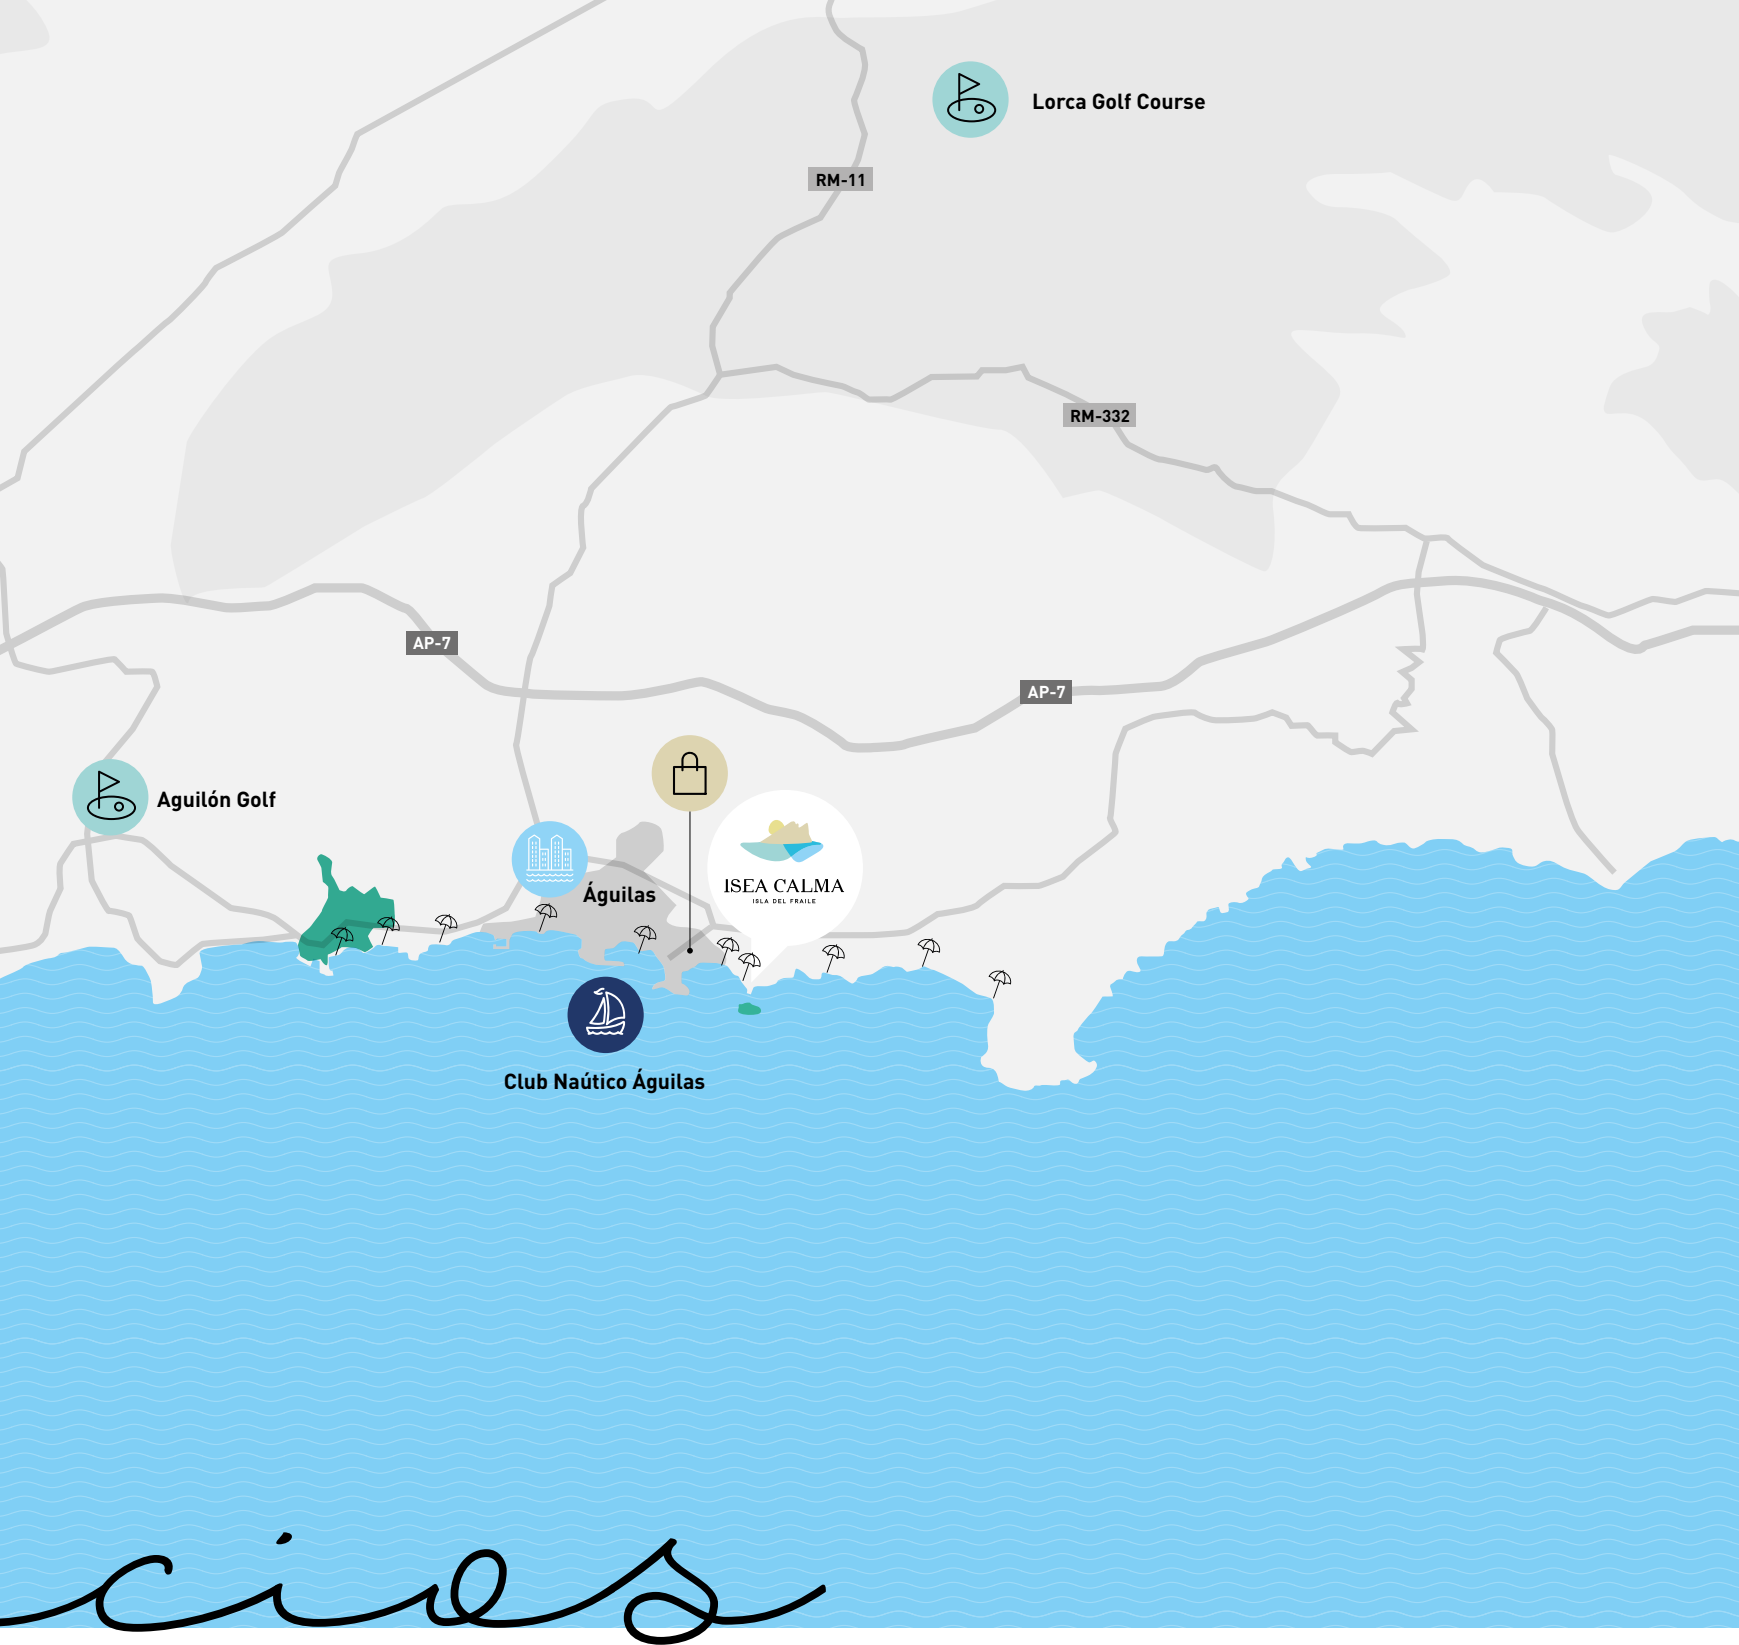 Lorca Golf Course
RM-11
RM-332
AP-7
AP-7
Aguilón Golf
Águilas
ISEA CALMA
ISLA DEL FRAILE
Club Naútico Águilas
cios